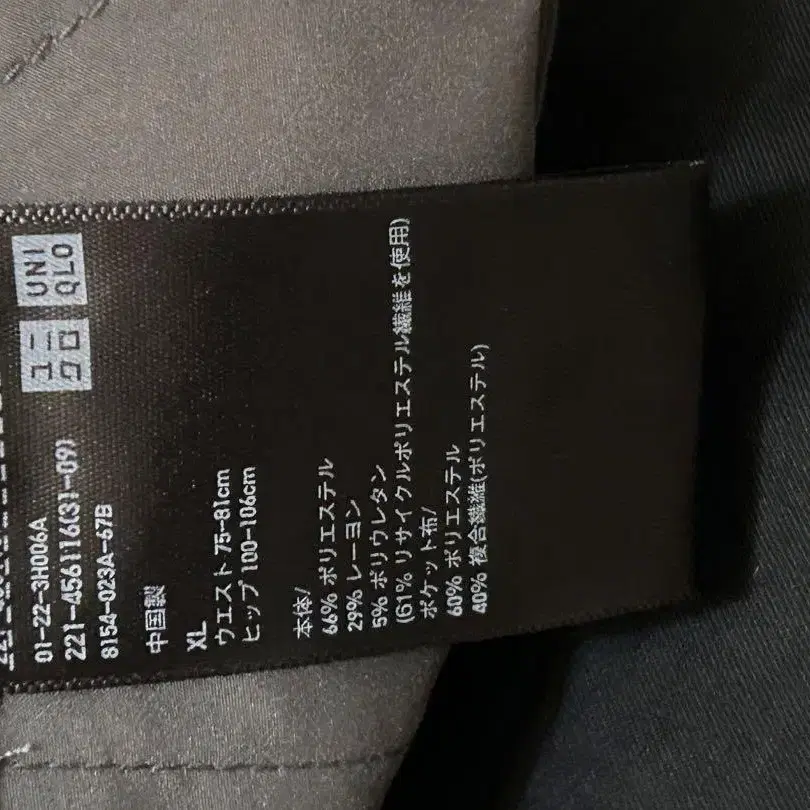 UNI
QLO
ユニ
クロ
01-22-3H006A
221-456116(31-09)
8154-023A-67B
中国製
XL
ウエスト 75-81cm
ヒップ 100-106cm
本体/
66% ポリエステル
29% レーヨン
5% ポリウレタン
(61% リサイクルポリエステル繊維を使用)
ポケット布/
60% ポリエステル
40% 複合繊維(ポリエステル)